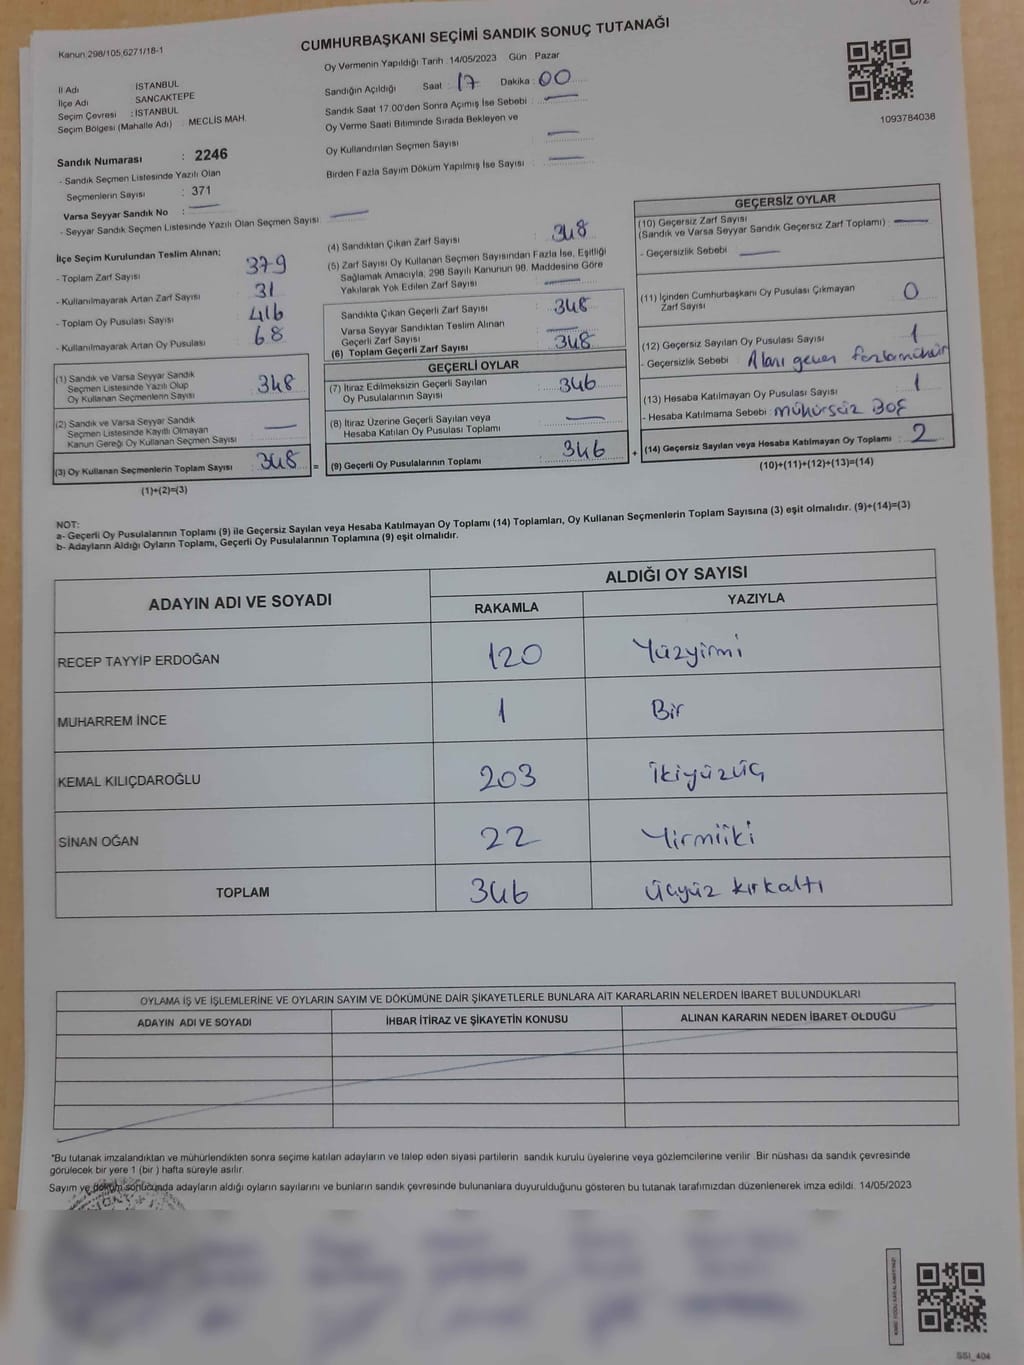 Kanun 298/105,6271/18-1
CUMHURBAŞKANI SEÇİMİ SANDIK SONUÇ TUTANAĞI
Oy Vermenin Yapıldığı Tarih : 14/05/2023 Gün : Pazar
İl Adı İSTANBUL
İlçe Adı SANCAKTEPE
Seçim Çevresi : İSTANBUL
Seçim Bölgesi (Mahalle Adı) : MECLİS MAH.
Sandık Numarası : 2246
- Sandık Seçmen Listesinde Yazılı Olan
Seçmenlerin Sayısı : 371
Varsa Seyyar Sandık No : —
- Seyyar Sandık Seçmen Listesinde Yazılı Olan Seçmen Sayısı : —
Sandığın Açıldığı Saat : 17 Dakika : 00
Sandık Saat 17.00'den Sonra Açımış İse Sebebi : —
Oy Verme Saati Bitiminde Sırada Bekleyen ve
Oy Kullandırılan Seçmen Sayısı : —
Birden Fazla Sayım Döküm Yapılmış İse Sayısı : —
1093784038
İlçe Seçim Kurulundan Teslim Alınan;
- Toplam Zarf Sayısı 379
- Kullanılmayarak Artan Zarf Sayısı 31
- Toplam Oy Pusulası Sayısı 416
- Kullanılmayarak Artan Oy Pusulası 68
(1) Sandık ve Varsa Seyyar Sandık
Seçmen Listesinde Yazılı Olup
Oy Kullanan Seçmenlerin Sayısı : 348
(2) Sandık ve Varsa Seyyar Sandık
Seçmen Listesinde Kayıtlı Olmayan
Kanun Gereği Oy Kullanan Seçmen Sayısı : —
(3) Oy Kullanan Seçmenlerin Toplam Sayısı : 348 =
(1)+(2)=(3)
(4) Sandıktan Çıkan Zarf Sayısı : 348
(5) Zarf Sayısı Oy Kullanan Seçmen Sayısından Fazla İse, Eşitliği
Sağlamak Amacıyla, 298 Sayılı Kanunun 98. Maddesine Göre
Yakılarak Yok Edilen Zarf Sayısı : —
Sandıkta Çıkan Geçerli Zarf Sayısı : 348
Varsa Seyyar Sandıktan Teslim Alınan
Geçerli Zarf Sayısı : —
(6) Toplam Geçerli Zarf Sayısı : 348
GEÇERLİ OYLAR
(7) İtiraz Edilmeksizin Geçerli Sayılan
Oy Pusulalarının Sayısı : 346
(8) İtiraz Üzerine Geçerli Sayılan veya
Hesaba Katılan Oy Pusulası Toplamı : —
(9) Geçerli Oy Pusulalarının Toplamı : 346 +
GEÇERSİZ OYLAR
(10) Geçersiz Zarf Sayısı
(Sandık ve Varsa Seyyar Sandık Geçersiz Zarf Toplamı) : —
- Geçersizlik Sebebi : —
(11) İçinden Cumhurbaşkanı Oy Pusulası Çıkmayan
Zarf Sayısı : 0
(12) Geçersiz Sayılan Oy Pusulası Sayısı : 1
- Geçersizlik Sebebi : Alanı geçen fazlamühür
(13) Hesaba Katılmayan Oy Pusulası Sayısı : 1
- Hesaba Katılmama Sebebi : mühürsüz BOŞ
(14) Geçersiz Sayılan veya Hesaba Katılmayan Oy Toplamı : 2
(10)+(11)+(12)+(13)=(14)
NOT:
a- Geçerli Oy Pusulalarının Toplamı (9) ile Geçersiz Sayılan veya Hesaba Katılmayan Oy Toplamı (14) Toplamları, Oy Kullanan Seçmenlerin Toplam Sayısına (3) eşit olmalıdır. (9)+(14)=(3)
b- Adayların Aldığı Oyların Toplamı, Geçerli Oy Pusulalarının Toplamına (9) eşit olmalıdır.
ADAYIN ADI VE SOYADI ALDIĞI OY SAYISI
RAKAMLA YAZIYLA
RECEP TAYYİP ERDOĞAN 120 Yüzyirmi
MUHARREM İNCE 1 Bir
KEMAL KILIÇDAROĞLU 203 İkiyüzüç
SİNAN OĞAN 22 Yirmiiki
TOPLAM 346 Üçyüz kırkaltı
OYLAMA İŞ VE İŞLEMLERİNE VE OYLARIN SAYIM VE DÖKÜMÜNE DAİR ŞİKAYETLERLE BUNLARA AİT KARARLARIN NELERDEN İBARET BULUNDUKLARI
ADAYIN ADI VE SOYADI İHBAR İTİRAZ VE ŞİKAYETİN KONUSU ALINAN KARARIN NEDEN İBARET OLDUĞU
"Bu tutanak imzalandıktan ve mühürlendikten sonra seçime katılan adayların ve talep eden siyasi partilerin sandık kurulu üyelerine veya gözlemcilerine verilir. Bir nüshası da sandık çevresinde
görülecek bir yere 1 (bir ) hafta süreyle asılır.
Sayım ve döküm sonucunda adayların aldığı oyların sayılarını ve bunların sandık çevresinde bulunanlara duyurulduğunu gösteren bu tutanak tarafımızdan düzenlenerek imza edildi. 14/05/2023
SSI_404